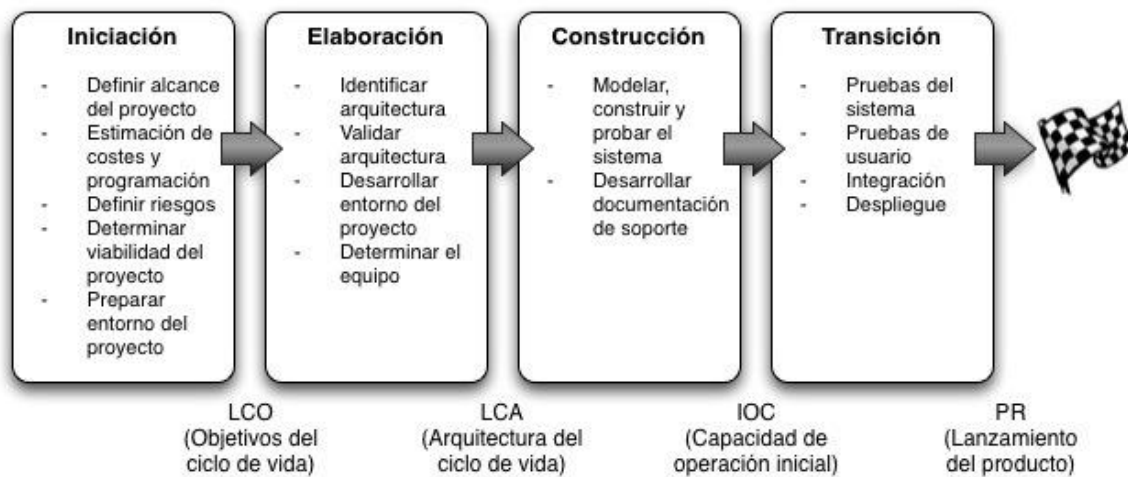 Iniciación
- Definir alcance
del proyecto
- Estimación de
costes y
programación
- Definir riesgos
- Determinar
viabilidad del
proyecto
- Preparar
entorno del
proyecto
Elaboración
- Identificar
arquitectura
- Validar
arquitectura
- Desarrollar
entorno del
proyecto
- Determinar el
equipo
Construcción
- Modelar,
construir y
probar el
sistema
- Desarrollar
documentación
de soporte
Transición
- Pruebas del
sistema
- Pruebas de
usuario
- Integración
- Despliegue
LCO
(Objetivos del
ciclo de vida)
LCA
(Arquitectura del
ciclo de vida)
IOC
(Capacidad de
operación inicial)
PR
(Lanzamiento
del producto)